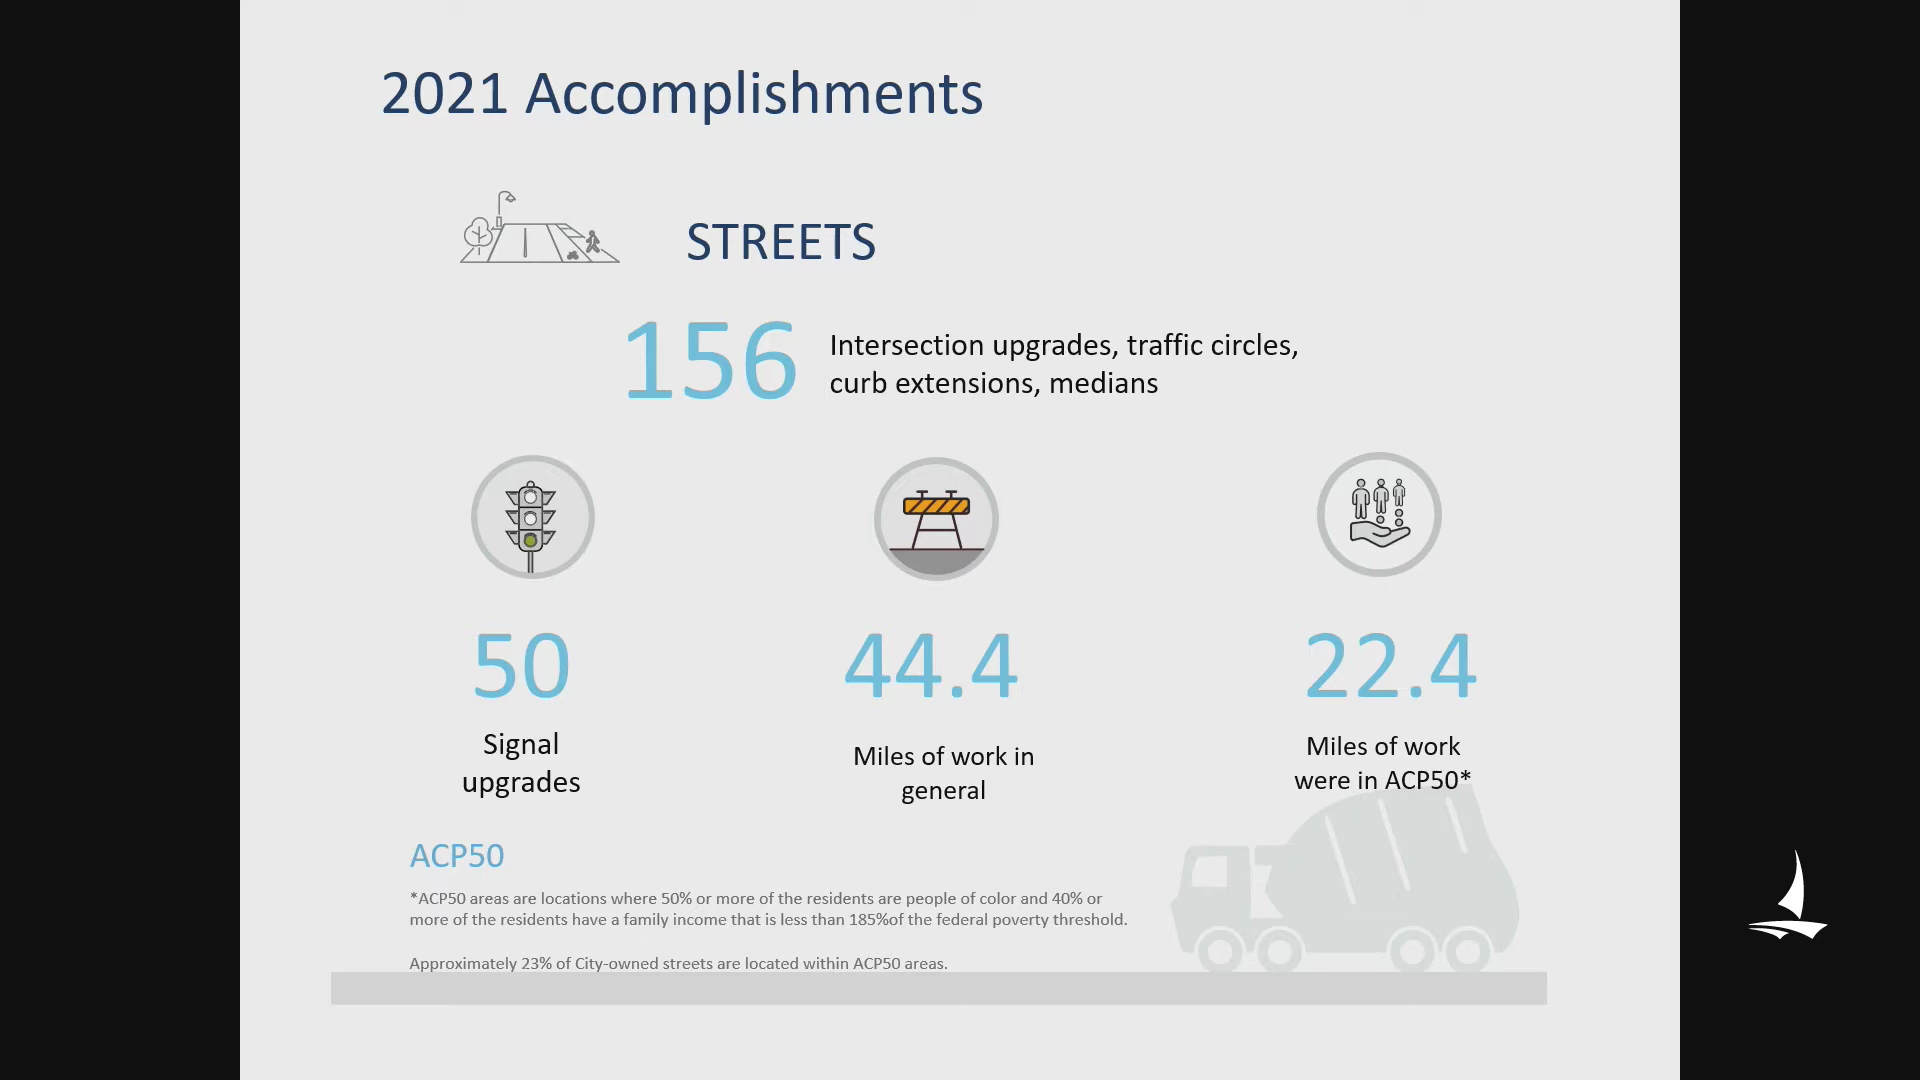 2021 Accomplishments
STREETS
156
Intersection upgrades, traffic circles,
curb extensions, medians
50
Signal
upgrades
44.4
Miles of work in
general
22.4
Miles of work
were in ACP50*
ACP50
*ACP50 areas are locations where 50% or more of the residents are people of color and 40% or
more of the residents have a family income that is less than 185%of the federal poverty threshold.
Approximately 23% of City-owned streets are located within ACP50 areas.